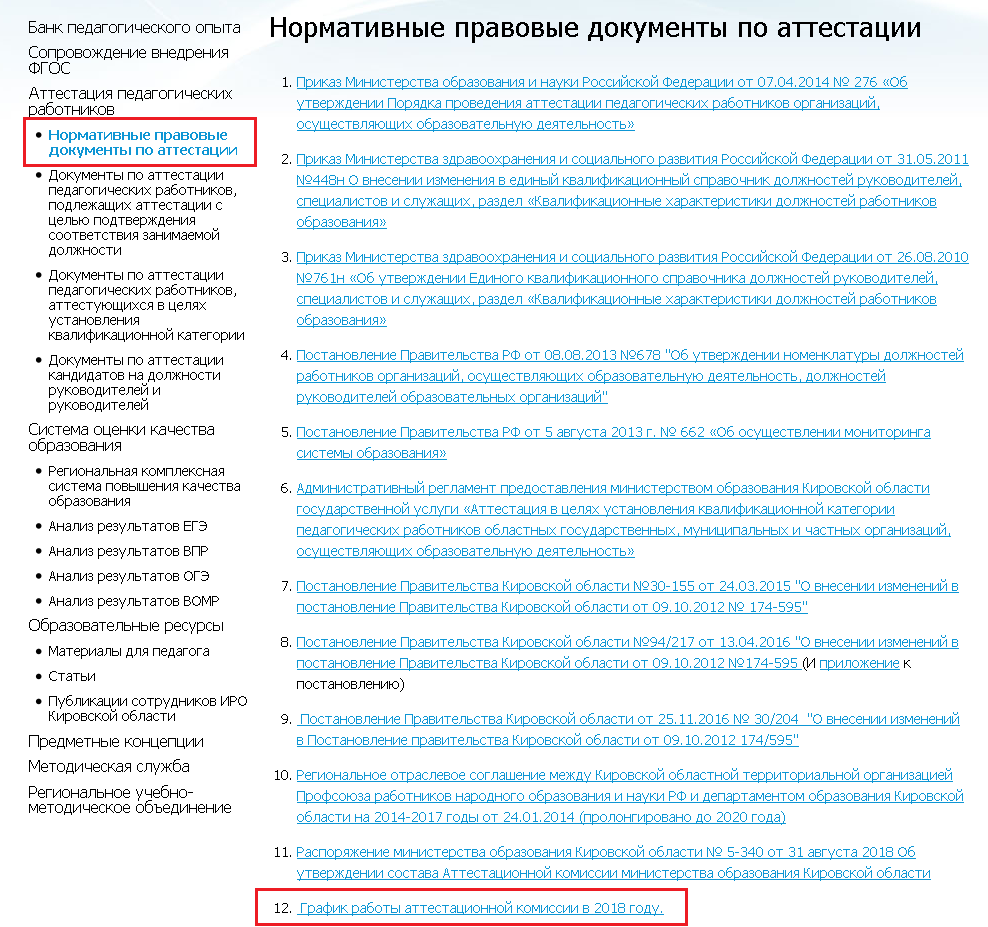 Банк педагогического опыта
Сопровождение внедрения
ФГОС
Аттестация педагогических
работников
• Нормативные правовые
документы по аттестации
• Документы по аттестации
педагогических работников,
подлежащих аттестации с
целью подтверждения
соответствия занимаемой
должности
• Документы по аттестации
педагогических работников,
аттестующихся в целях
установления
квалификационной категории
• Документы по аттестации
кандидатов на должности
руководителей и
руководителей
Система оценки качества
образования
• Региональная комплексная
система повышения качества
образования
• Анализ результатов ЕГЭ
• Анализ результатов ВПР
• Анализ результатов ОГЭ
• Анализ результатов ВОМР
Образовательные ресурсы
• Материалы для педагога
• Статьи
• Публикации сотрудников ИРО
Кировской области
Предметные концепции
Методическая служба
Региональное учебно-
методическое объединение
Нормативные правовые документы по аттестации
1. Приказ Министерства образования и науки Российской Федерации от 07.04.2014 № 276 «Об
утверждении Порядка проведения аттестации педагогических работников организаций,
осуществляющих образовательную деятельность»
2. Приказ Министерства здравоохранения и социального развития Российской Федерации от 31.05.2011
№448н О внесении изменения в единый квалификационный справочник должностей руководителей,
специалистов и служащих, раздел «Квалификационные характеристики должностей работников
образования»
3. Приказ Министерства здравоохранения и социального развития Российской Федерации от 26.08.2010
№761н «Об утверждении Единого квалификационного справочника должностей руководителей,
специалистов и служащих, раздел «Квалификационные характеристики должностей работников
образования»
4. Постановление Правительства РФ от 08.08.2013 №678 "Об утверждении номенклатуры должностей
работников организаций, осуществляющих образовательную деятельность, должностей
руководителей образовательных организаций"
5. Постановление Правительства РФ от 5 августа 2013 г. № 662 «Об осуществлении мониторинга
системы образования»
6. Административный регламент предоставления министерством образования Кировской области
государственной услуги «Аттестация в целях установления квалификационной категории
педагогических работников областных государственных, муниципальных и частных организаций,
осуществляющих образовательную деятельность»
7. Постановление Правительства Кировской области №30-155 от 24.03.2015 "О внесении изменений в
постановление Правительства Кировской области от 09.10.2012 № 174-595"
8. Постановление Правительства Кировской области №94/217 от 13.04.2016 "О внесении изменений в
постановление Правительства Кировской области от 09.10.2012 №174-595 (И приложение к
постановлению)
9. Постановление Правительства Кировской области от 25.11.2016 № 30/204 "О внесении изменений
в Постановление правительства Кировской области от 09.10.2012 174/595"
10. Региональное отраслевое соглашение между Кировской областной территориальной организацией
Профсоюза работников народного образования и науки РФ и департаментом образования Кировской
области на 2014-2017 годы от 24.01.2014 (пролонгировано до 2020 года)
11. Распоряжение министерства образования Кировской области № 5-340 от 31 августа 2018 Об
утверждении состава Аттестационной комиссии министерства образования Кировской области
12. График работы аттестационной комиссии в 2018 году.